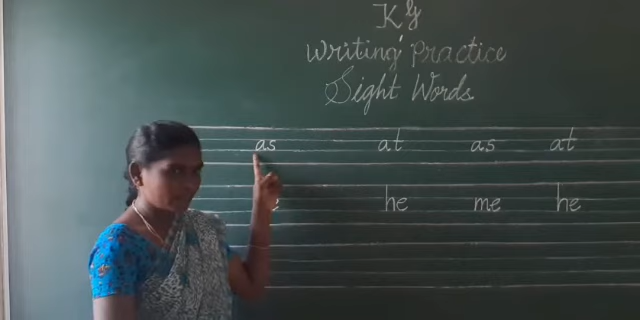 Kg
Writing Practice
Sight Words
as at as at
he me he